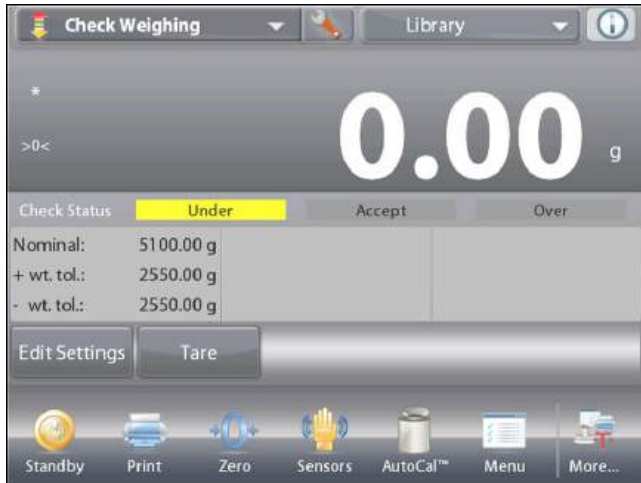 Check Weighing Library
*
>0< 0.00 g
Check Status Under Accept Over
Nominal: 5100.00 g
+ wt. tol.: 2550.00 g
- wt. tol.: 2550.00 g
Edit Settings Tare
Standby Print Zero Sensors AutoCal™ Menu More...